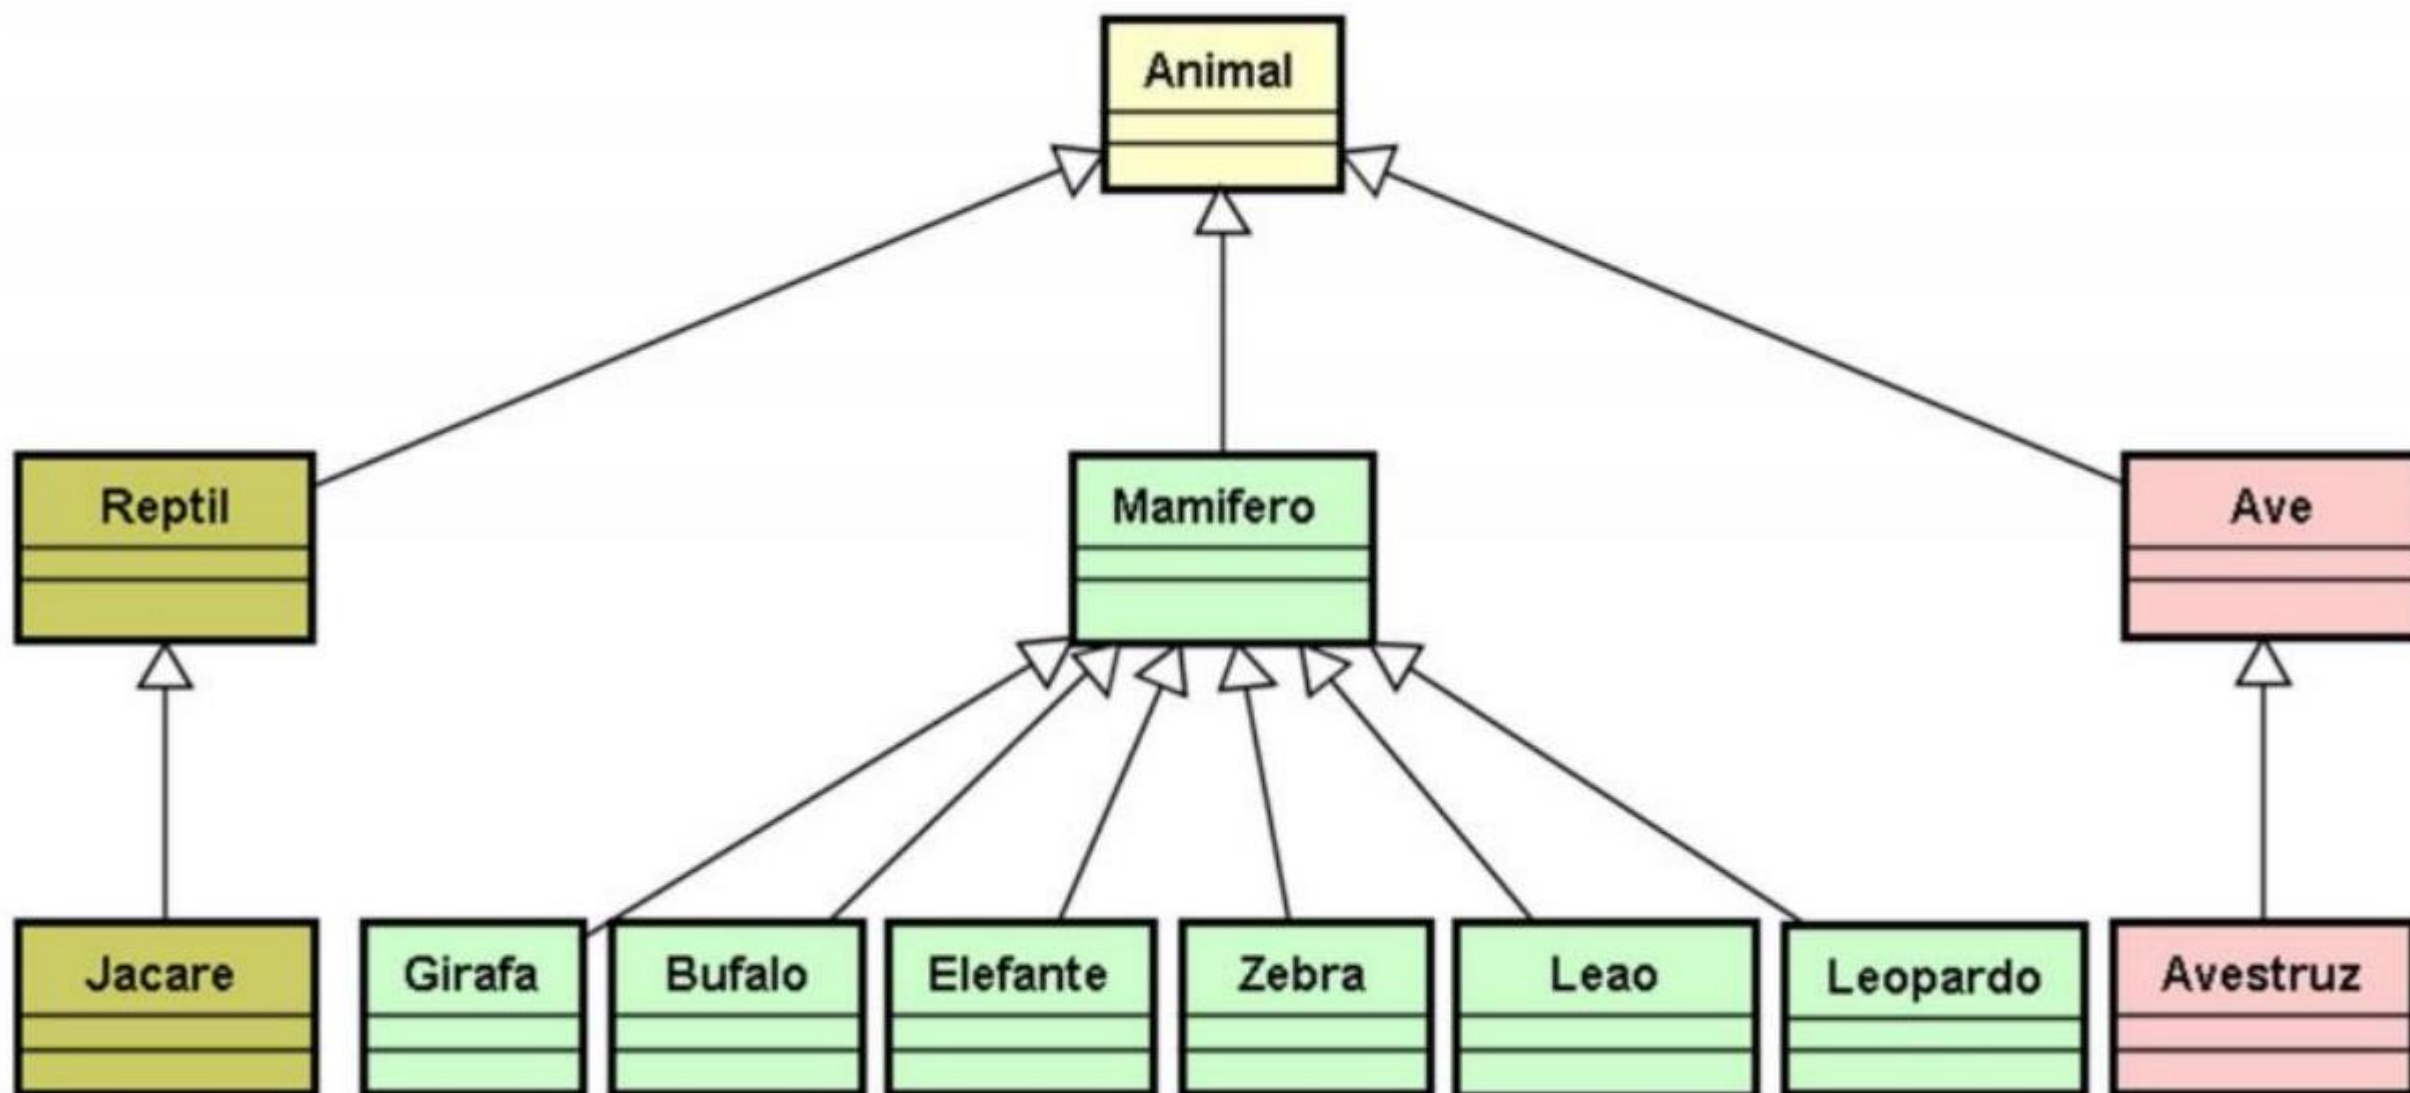 Animal
Reptil
Mamifero
Ave
Jacare
Girafa
Bufalo
Elefante
Zebra
Leao
Leopardo
Avestruz